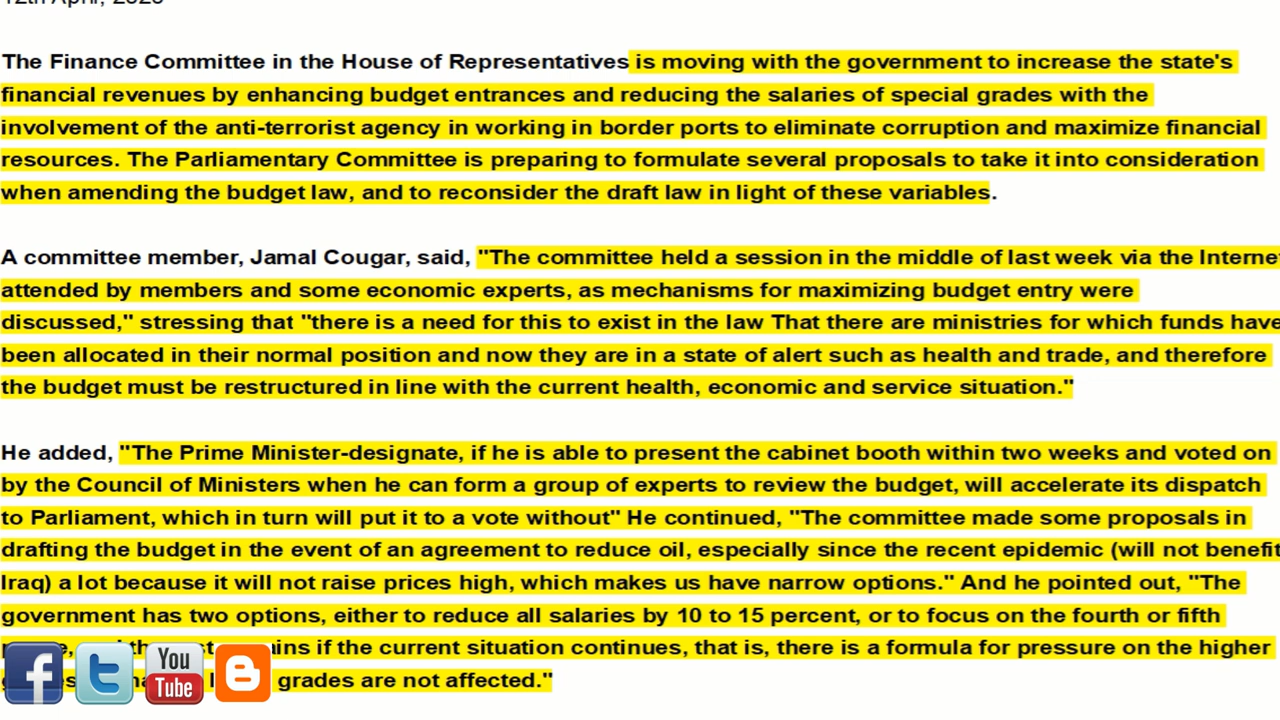 12th April, 2020
The Finance Committee in the House of Representatives is moving with the government to increase the state's
financial revenues by enhancing budget entrances and reducing the salaries of special grades with the
involvement of the anti-terrorist agency in working in border ports to eliminate corruption and maximize financial
resources. The Parliamentary Committee is preparing to formulate several proposals to take it into consideration
when amending the budget law, and to reconsider the draft law in light of these variables.
A committee member, Jamal Cougar, said, "The committee held a session in the middle of last week via the Internet
attended by members and some economic experts, as mechanisms for maximizing budget entry were
discussed," stressing that "there is a need for this to exist in the law That there are ministries for which funds have
been allocated in their normal position and now they are in a state of alert such as health and trade, and therefore
the budget must be restructured in line with the current health, economic and service situation."
He added, "The Prime Minister-designate, if he is able to present the cabinet booth within two weeks and voted on
by the Council of Ministers when he can form a group of experts to review the budget, will accelerate its dispatch
to Parliament, which in turn will put it to a vote without" He continued, "The committee made some proposals in
drafting the budget in the event of an agreement to reduce oil, especially since the recent epidemic (will not benefit
Iraq) a lot because it will not raise prices high, which makes us have narrow options." And he pointed out, "The
government has two options, either to reduce all salaries by 10 to 15 percent, or to focus on the fourth or fifth
if the current situation continues, that is, there is a formula for pressure on the higher
grades are not affected."
You
Tube